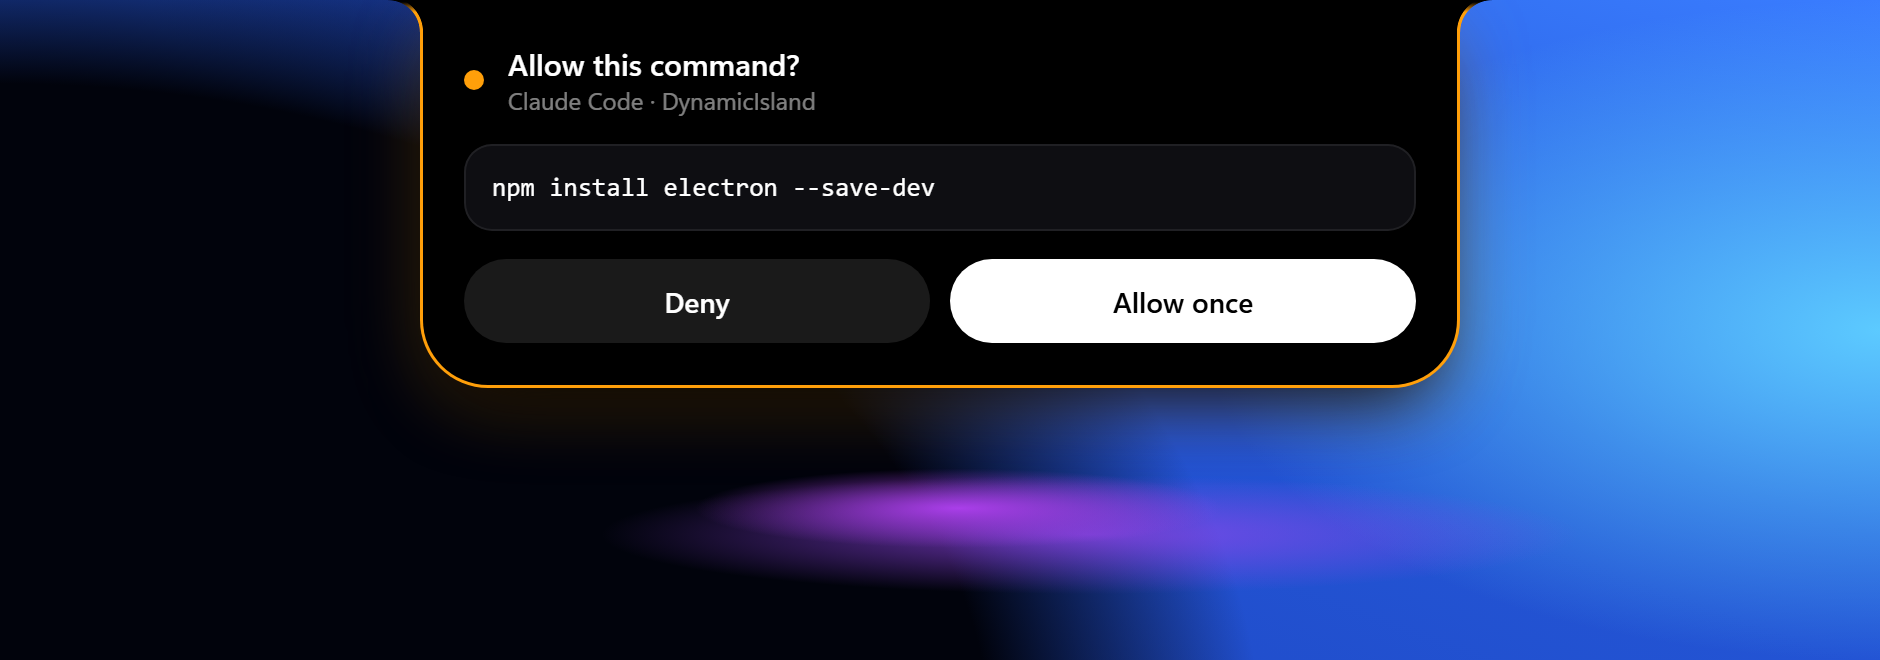 Allow this command?
Claude Code · DynamicIsland
npm install electron --save-dev
Deny
Allow once